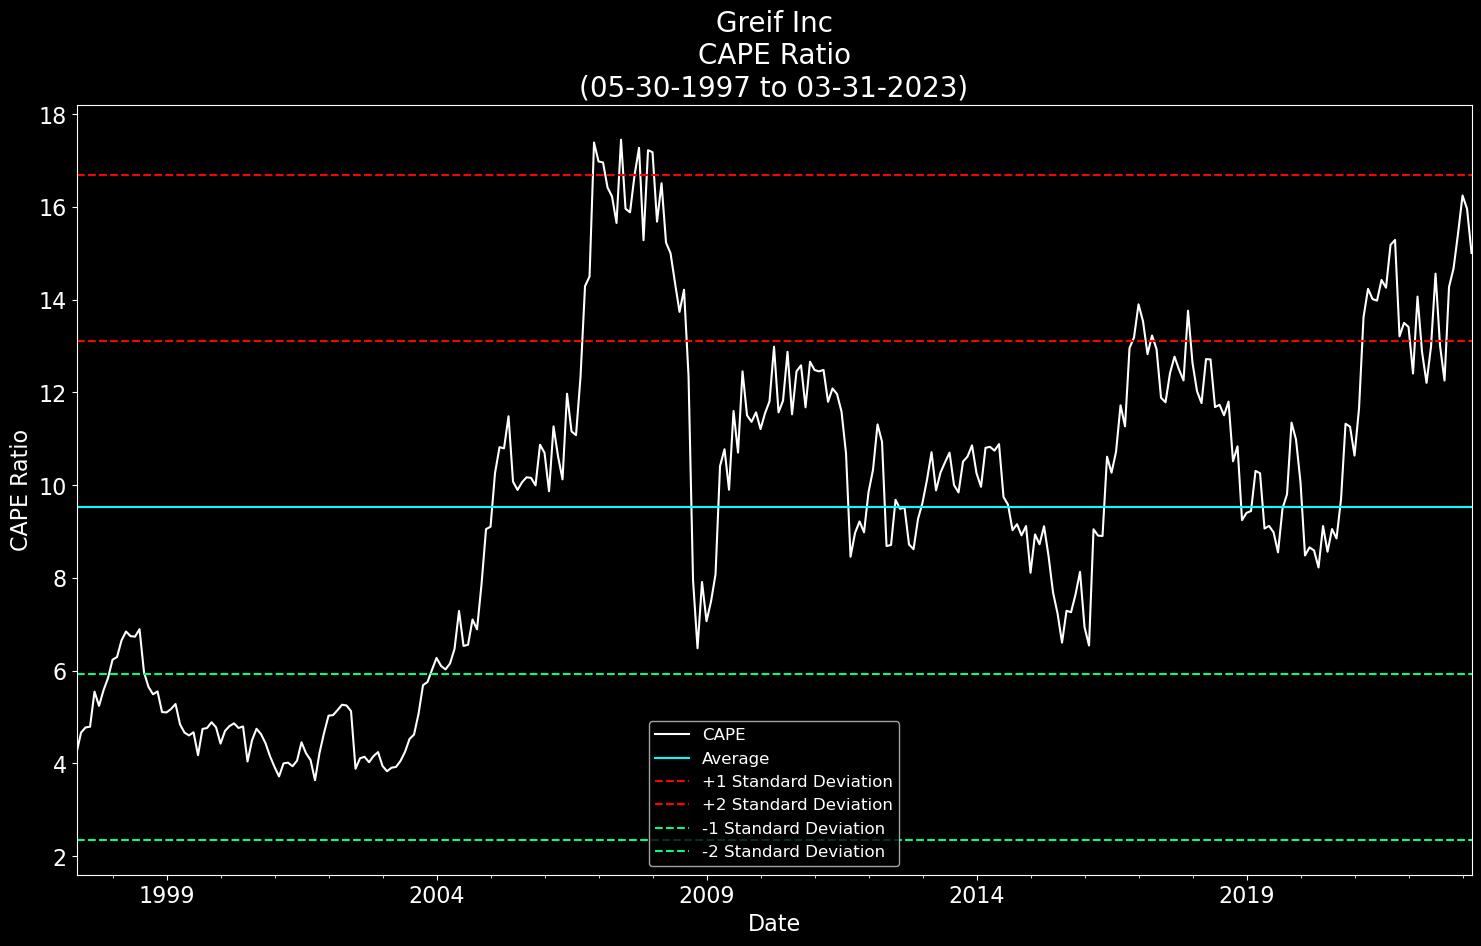 Greif Inc
CAPE Ratio
(05-30-1997 to 03-31-2023)
18
16
14
12
10
8
6
4
2
CAPE Ratio
1999
2004
2009
2014
2019
Date
CAPE
Average
+1 Standard Deviation
+2 Standard Deviation
-1 Standard Deviation
-2 Standard Deviation